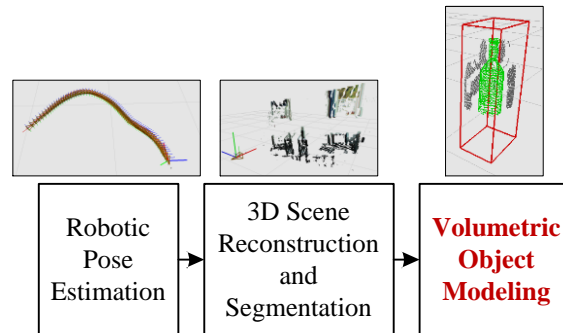 Robotic
Pose
Estimation
3D Scene
Reconstruction
and
Segmentation
Volumetric
Object
Modeling